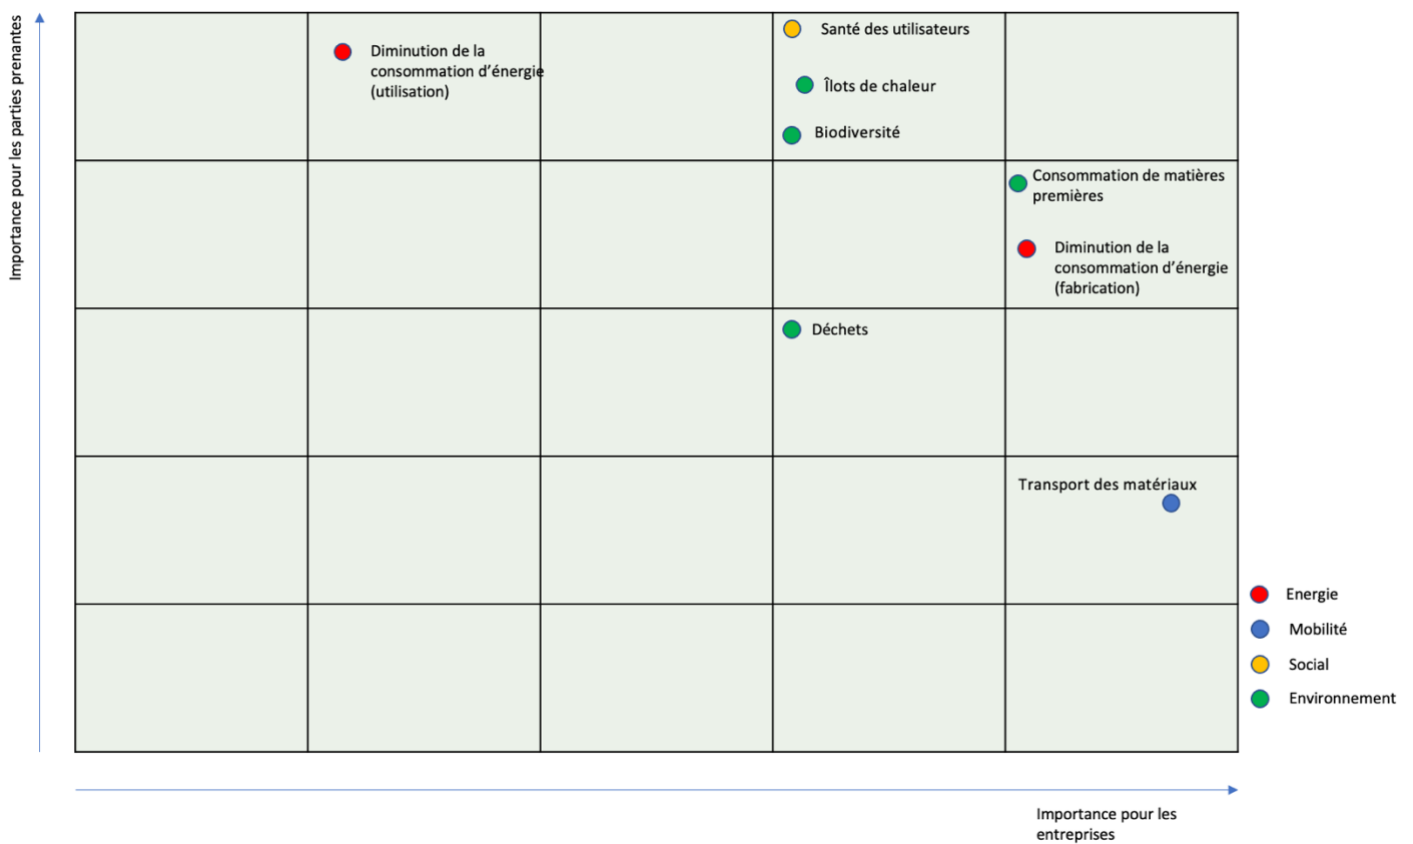 Importance pour les parties prenantes
Diminution de la
consommation d’énergie
(utilisation)
Santé des utilisateurs
Îlots de chaleur
Biodiversité
Consommation de matières
premières
Diminution de la
consommation d’énergie
(fabrication)
Déchets
Transport des matériaux
Energie
Mobilité
Social
Environnement
Importance pour les
entreprises